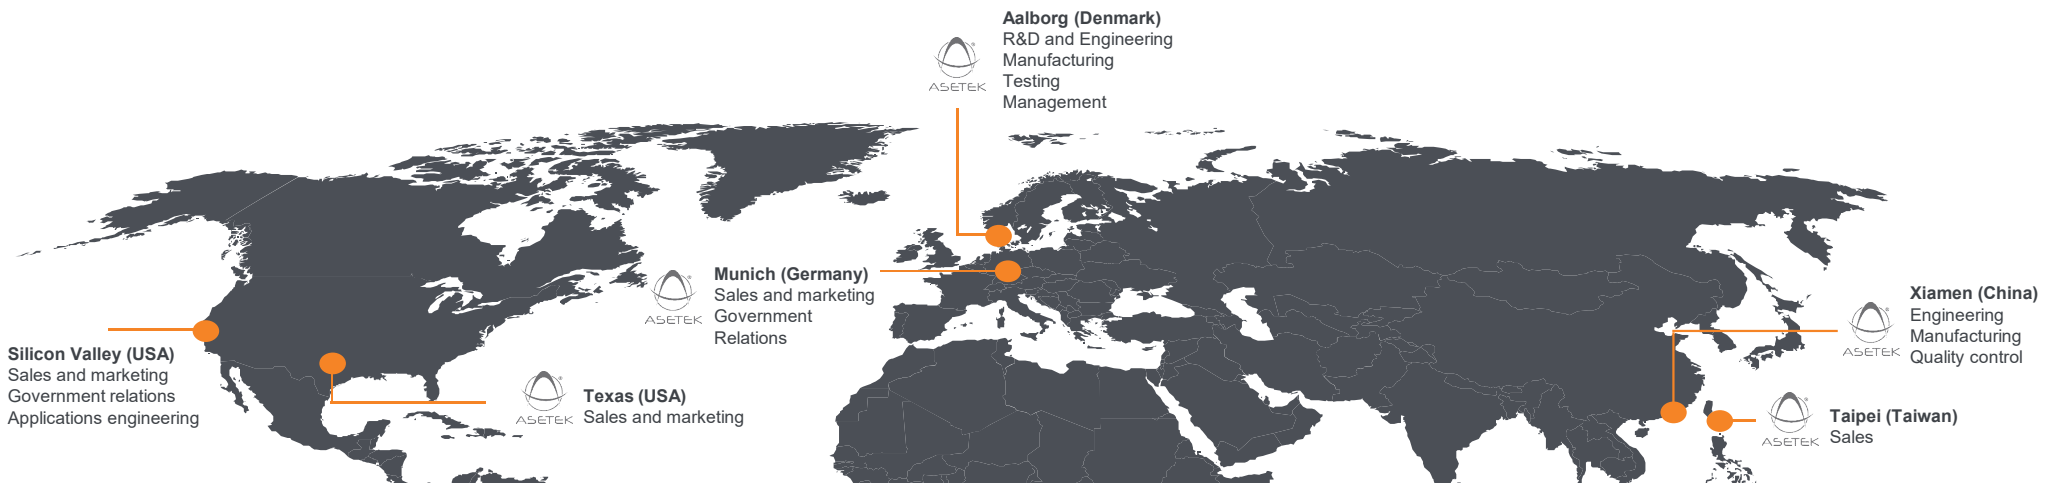 Aalborg (Denmark)
R&D and Engineering
Manufacturing
Testing
Management
ASETEK
Munich (Germany)
Sales and marketing
Government
Relations
ASETEK
Silicon Valley (USA)
Sales and marketing
Government relations
Applications engineering
Texas (USA)
Sales and marketing
ASETEK
Xiamen (China)
Engineering
Manufacturing
Quality control
ASETEK
Taipei (Taiwan)
Sales
ASETEK